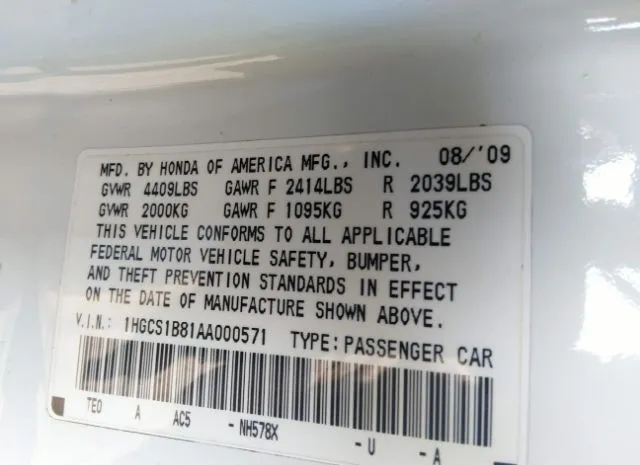 MFD. BY HONDA OF AMERICA MFG., INC. 08/'09
GVWR 4409LBS GAWR F 2414LBS R 2039LBS
GVWR 2000KG GAWR F 1095KG R 925KG
THIS VEHICLE CONFORMS TO ALL APPLICABLE
FEDERAL MOTOR VEHICLE SAFETY, BUMPER,
AND THEFT PREVENTION STANDARDS IN EFFECT
ON THE DATE OF MANUFACTURE SHOWN ABOVE.
V.I.N.: 1HGCS1B81AA000571 TYPE:PASSENGER CAR
TE0 A AC5 - NH578X - U - A